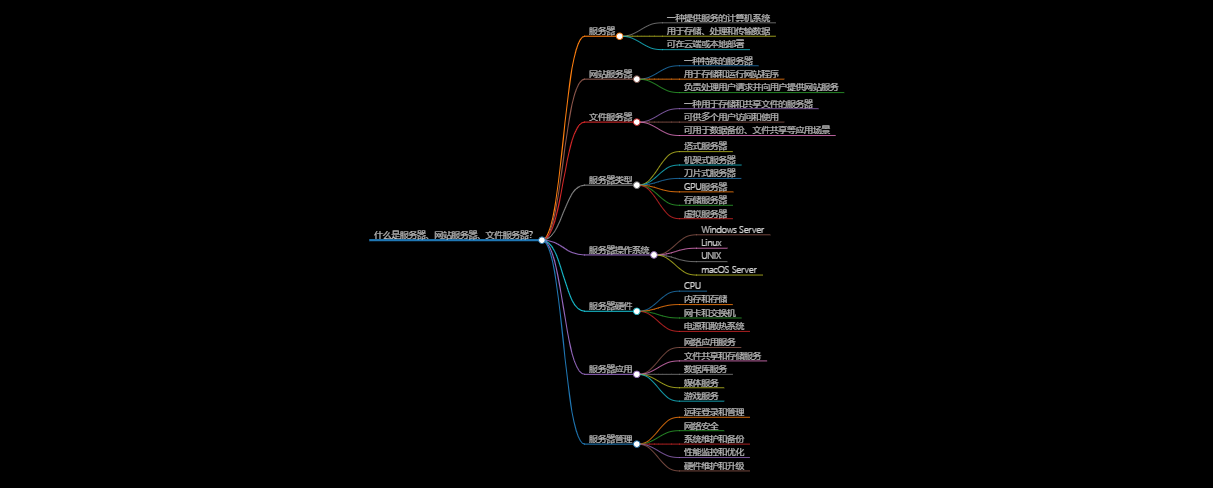 什么是服务器、网站服务器、文件服务器?
服务器
一种提供服务的计算机系统
用于存储、处理和传输数据
可在云端或本地部署
网站服务器
一种特殊的服务器
用于存储和运行网站程序
负责处理用户请求并向用户提供网站服务
文件服务器
一种用于存储和共享文件的服务器
可供多个用户访问和使用
可用于数据备份、文件共享等应用场景
服务器类型
塔式服务器
机架式服务器
刀片式服务器
GPU服务器
存储服务器
虚拟服务器
服务器操作系统
Windows Server
Linux
UNIX
macOS Server
服务器硬件
CPU
内存和存储
网卡和交换机
电源和散热系统
服务器应用
网络应用服务
文件共享和存储服务
数据库服务
媒体服务
游戏服务
服务器管理
远程登录和管理
网络安全
系统维护和备份
性能监控和优化
硬件维护和升级